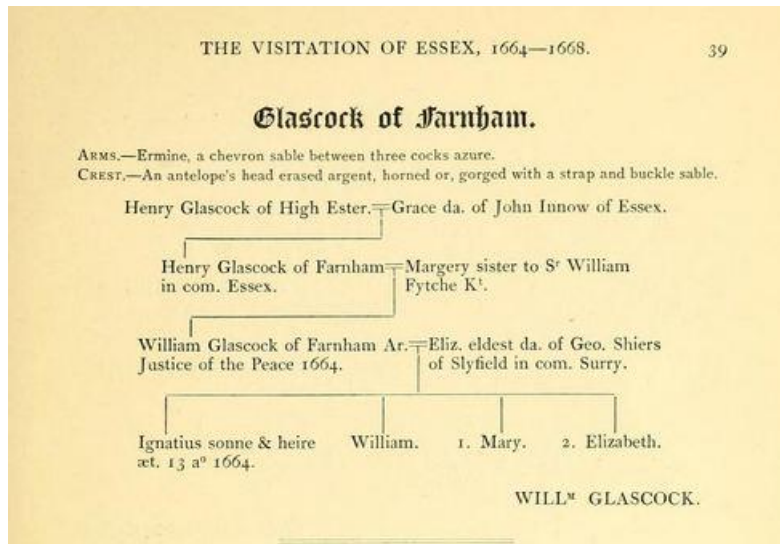 THE VISITATION OF ESSEX, 1664—1668. 39
Glascock of Farnham.
ARMS.—Ermine, a chevron sable between three cocks azure.
CREST.—An antelope's head erased argent, horned or, gorged with a strap and buckle sable.
Henry Glascock of High Ester.
Grace da. of John Innow of Essex.
Henry Glascock of Farnham
in com. Essex.
Margery sister to Sʳ William
Fytche Kᵗ.
William Glascock of Farnham Ar.
Justice of the Peace 1664.
Eliz. eldest da. of Geo. Shiers
of Slyfield in com. Surry.
Ignatius sonne & heire
æt. 13 aº 1664.
William.
1. Mary.
2. Elizabeth.
WILLᴹ GLASCOCK.